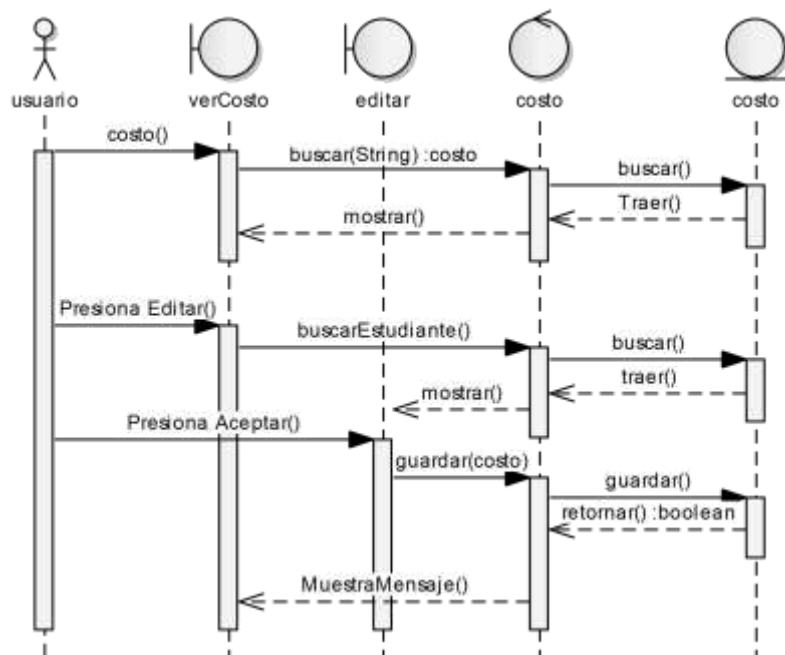 usuario
verCosto
editar
costo
costo
costo()
buscar(String) :costo
buscar()
Traer()
mostrar()
Presiona Editar()
buscarEstudiante()
buscar()
traer()
mostrar()
Presiona Aceptar()
guardar(costo)
guardar()
retornar() :boolean
MuestraMensaje()